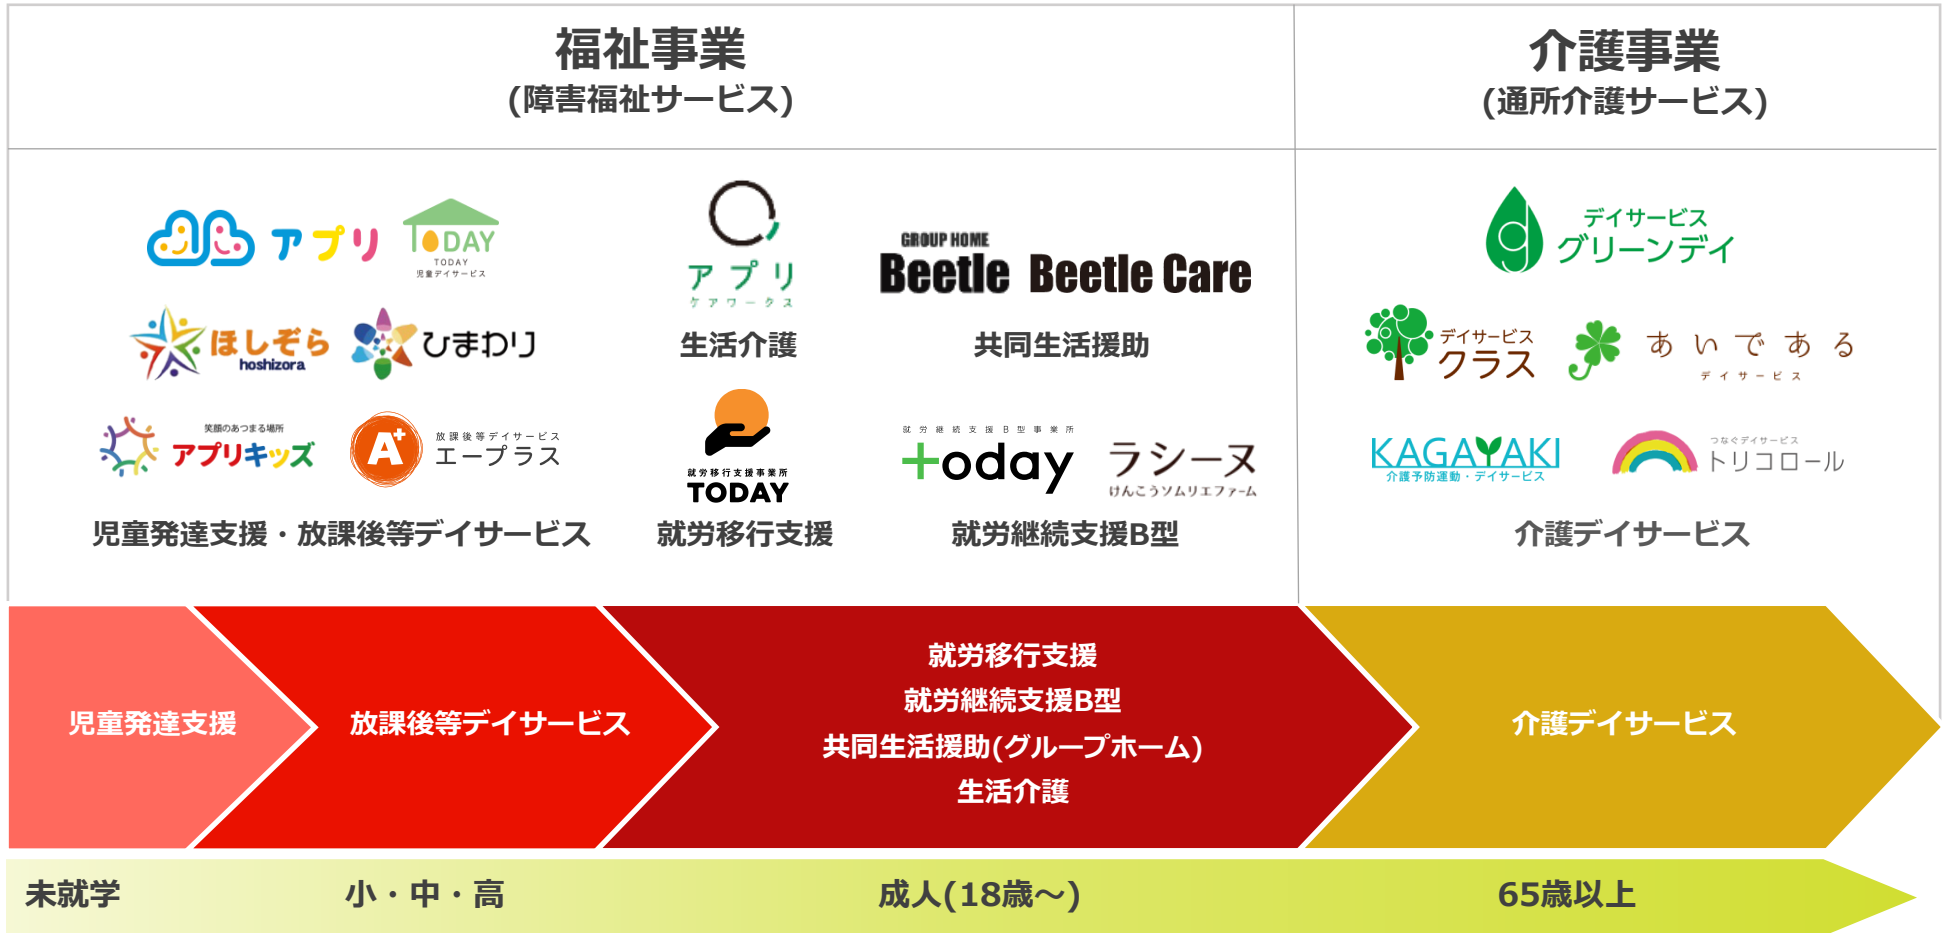 福祉事業
(障害福祉サービス)
介護事業
(通所介護サービス)
アプリ
TODAY
TODAY
児童デイサービス
ほしぞら
hoshizora
ひまわり
笑顔のあつまる場所
アプリキッズ
A+
放課後等デイサービス
エープラス
児童発達支援・放課後等デイサービス
アプリ
ケアワークス
生活介護
就労移行支援事業所
TODAY
就労移行支援
GROUP HOME
Beetle
Beetle Care
共同生活援助
就労継続支援B型事業所
today
ラシーヌ
けんこうソムリエファーム
就労継続支援B型
デイサービス
グリーンデイ
デイサービス
クラス
あいである
デイサービス
KAGAYAKI
介護予防運動・デイサービス
つなぐデイサービス
トリコロール
介護デイサービス
児童発達支援
放課後等デイサービス
就労移行支援
就労継続支援B型
共同生活援助(グループホーム)
生活介護
介護デイサービス
未就学
小・中・高
成人(18歳～)
65歳以上